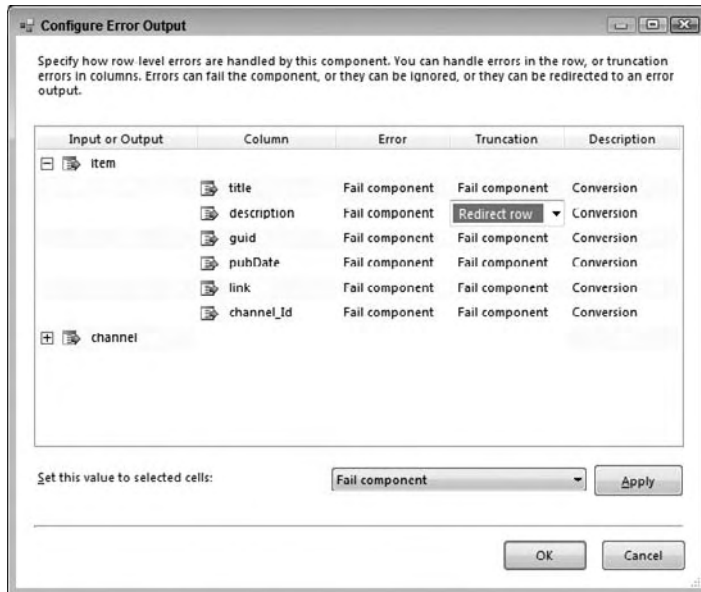 Configure Error Output
Specify how row-level errors are handled by this component. You can handle errors in the row, or truncation
errors in columns. Errors can fail the component, or they can be ignored, or they can be redirected to an error
output.
Input or Output Column Error Truncation Description
item
title Fail component Fail component Conversion
description Fail component Redirect row Conversion
guid Fail component Fail component Conversion
pubDate Fail component Fail component Conversion
link Fail component Fail component Conversion
channel_Id Fail component Fail component Conversion
channel
Set this value to selected cells: Fail component Apply
OK Cancel